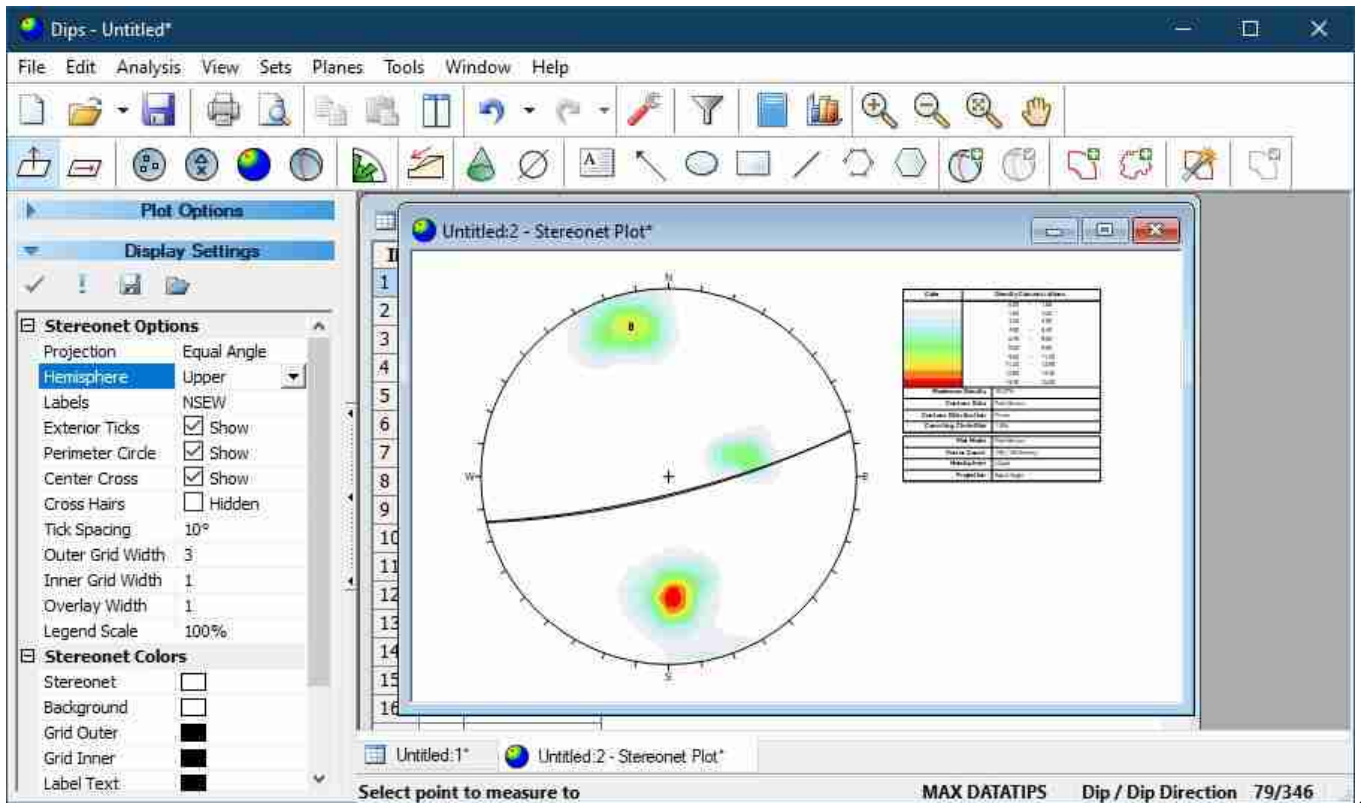 Dips - Untitled*
File Edit Analysis View Sets Planes Tools Window Help
A
Plot Options
Display Settings
Stereonet Options
Projection Equal Angle
Hemisphere Upper
Labels NSEW
Exterior Ticks Show
Perimeter Circle Show
Center Cross Show
Cross Hairs Hidden
Tick Spacing 10°
Outer Grid Width 3
Inner Grid Width 1
Overlay Width 1
Legend Scale 100%
Stereonet Colors
Stereonet
Background
Grid Outer
Grid Inner
Label Text
1
2
3
4
5
6
7
8
9
10
11
12
13
14
15
16
Untitled:2 - Stereonet Plot*
N
W
E
S
Color Density Concentrations
Untitled:1* Untitled:2 - Stereonet Plot*
Select point to measure to MAX DATATIPS Dip / Dip Direction 79/346